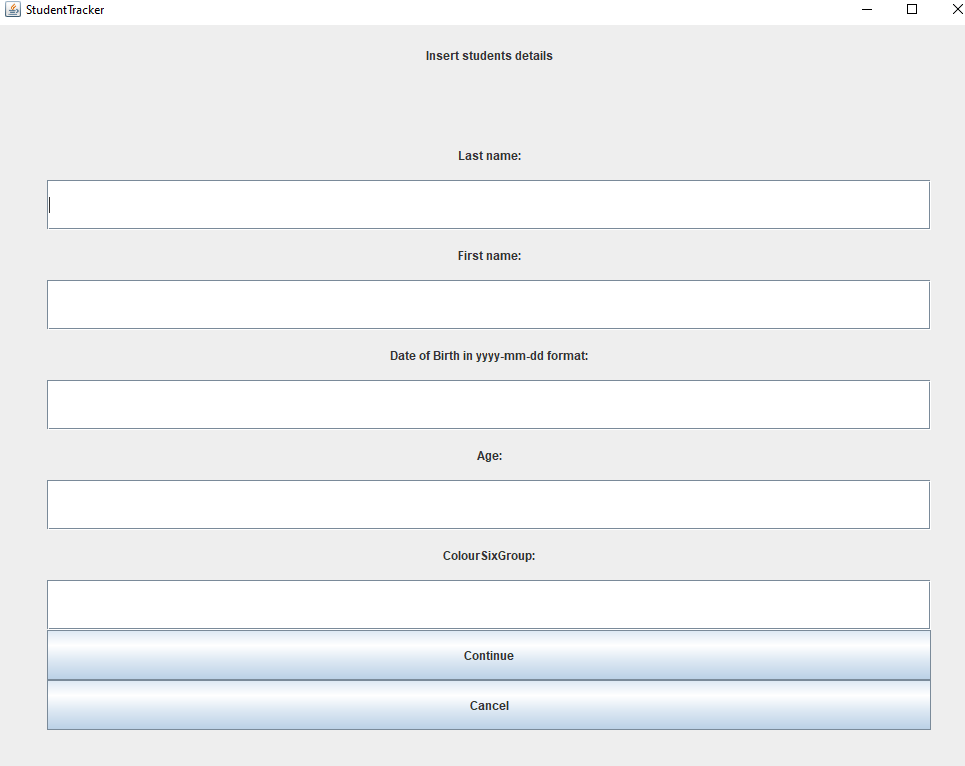 StudentTracker
Insert students details
Last name:
First name:
Date of Birth in yyyy-mm-dd format:
Age:
ColourSixGroup:
Continue
Cancel